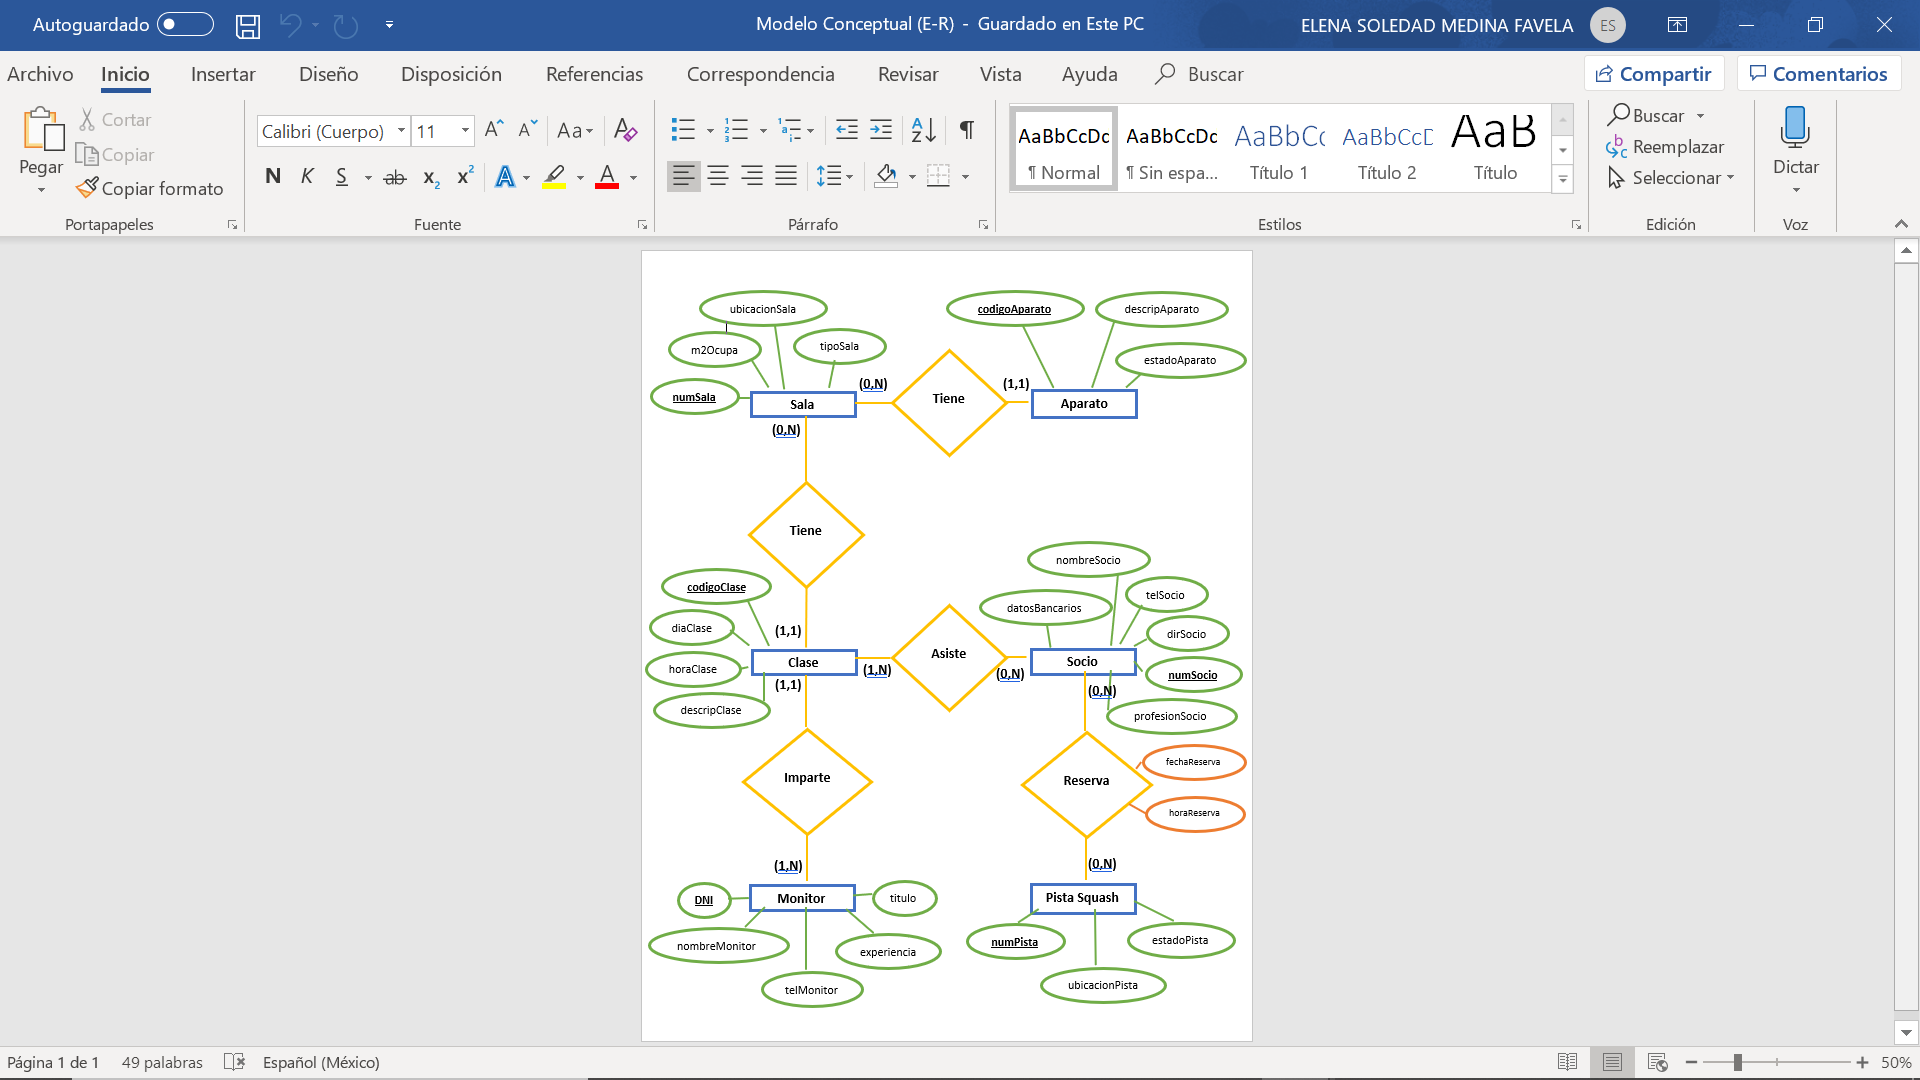 Autoguardado
Modelo Conceptual (E-R) - Guardado en Este PC
ELENA SOLEDAD MEDINA FAVELA
ES
Archivo Inicio Insertar Diseño Disposición Referencias Correspondencia Revisar Vista Ayuda Buscar
Compartir Comentarios
Pegar
Cortar
Copiar
Copiar formato
Portapapeles
Calibri (Cuerpo) 11
N K S ab x₂ x² A A
Fuente
Párrafo
AaBbCcDc AaBbCcDc AaBbCc AaBbCcD AaB
¶ Normal ¶ Sin espa... Título 1 Título 2 Título
Estilos
Buscar
Reemplazar
Seleccionar
Edición
Dictar
Voz
ubicacionSala
codigoAparato
descripAparato
m2Ocupa
tipoSala
estadoAparato
numSala
Sala
(0,N)
Tiene
(1,1)
Aparato
(0,N)
Tiene
nombreSocio
codigoClase
telSocio
datosBancarios
diaClase
(1,1)
dirSocio
horaClase
Clase
(1,N)
Asiste
(0,N)
Socio
numSocio
(1,1)
(0,N)
descripClase
profesionSocio
fechaReserva
Imparte
Reserva
horaReserva
(1,N)
(0,N)
DNI
Monitor
titulo
Pista Squash
nombreMonitor
experiencia
numPista
estadoPista
telMonitor
ubicacionPista
Página 1 de 1 49 palabras Español (México)
50%